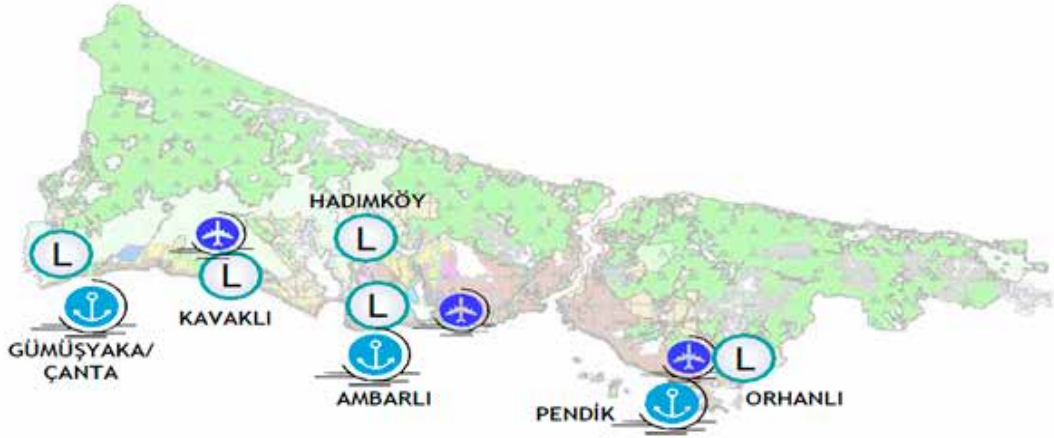 HADIMKÖY
L
L
L
KAVAKLI
L
GÜMÜŞYAKA/
ÇANTA
AMBARLI
L
ORHANLI
PENDİK